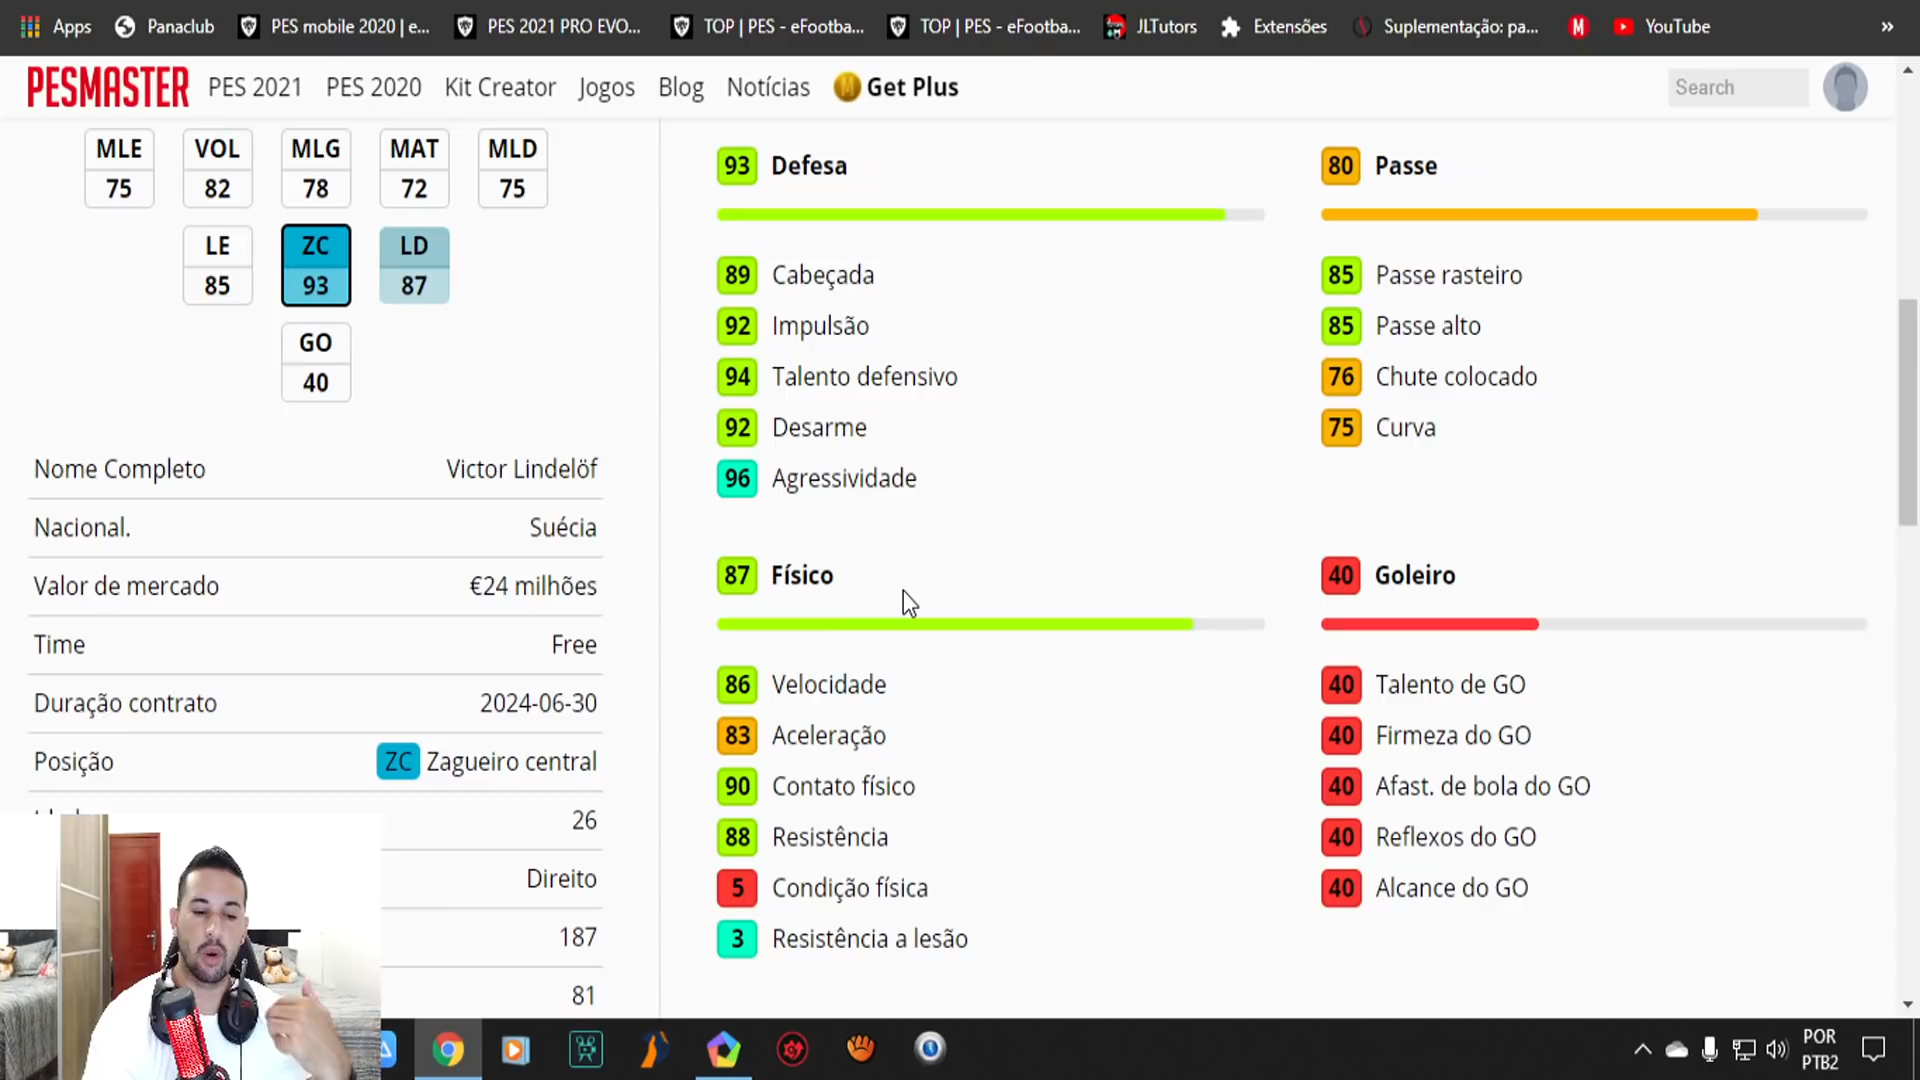 Apps
Panaclub
PES mobile 2020 | e...
PES 2021 PRO EVO...
TOP | PES - eFootba...
TOP | PES - eFootba...
JLTutors
Extensões
Suplementação: pa...
YouTube
»
PESMASTER
PES 2021
PES 2020
Kit Creator
Jogos
Blog
Notícias
Get Plus
Search
MLE VOL MLG MAT MLD
75 82 78 72 75
LE ZC LD
85 93 87
GO
40
Nome Completo Victor Lindelöf
Nacional. Suécia
Valor de mercado €24 milhões
Time Free
Duração contrato 2024-06-30
Posição ZC Zagueiro central
26
Direito
187
81
93 Defesa
89 Cabeçada
92 Impulsão
94 Talento defensivo
92 Desarme
96 Agressividade
80 Passe
85 Passe rasteiro
85 Passe alto
76 Chute colocado
75 Curva
87 Físico
86 Velocidade
83 Aceleração
90 Contato físico
88 Resistência
5 Condição física
3 Resistência a lesão
40 Goleiro
40 Talento de GO
40 Firmeza do GO
40 Afast. de bola do GO
40 Reflexos do GO
40 Alcance do GO
POR
PTB2